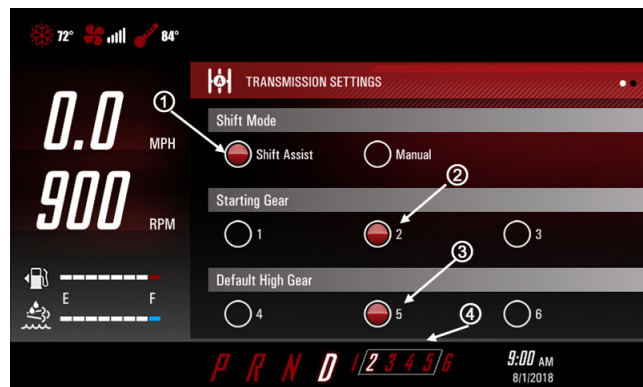 72° 84°
TRANSMISSION SETTINGS
1
Shift Mode
0.0 MPH
Shift Assist Manual
2
Starting Gear
900 RPM
1 2 3
3
Default High Gear
E F
4 5 4 6
P R N D 1 2 3 4 5 6
9:00 AM
8/1/2018